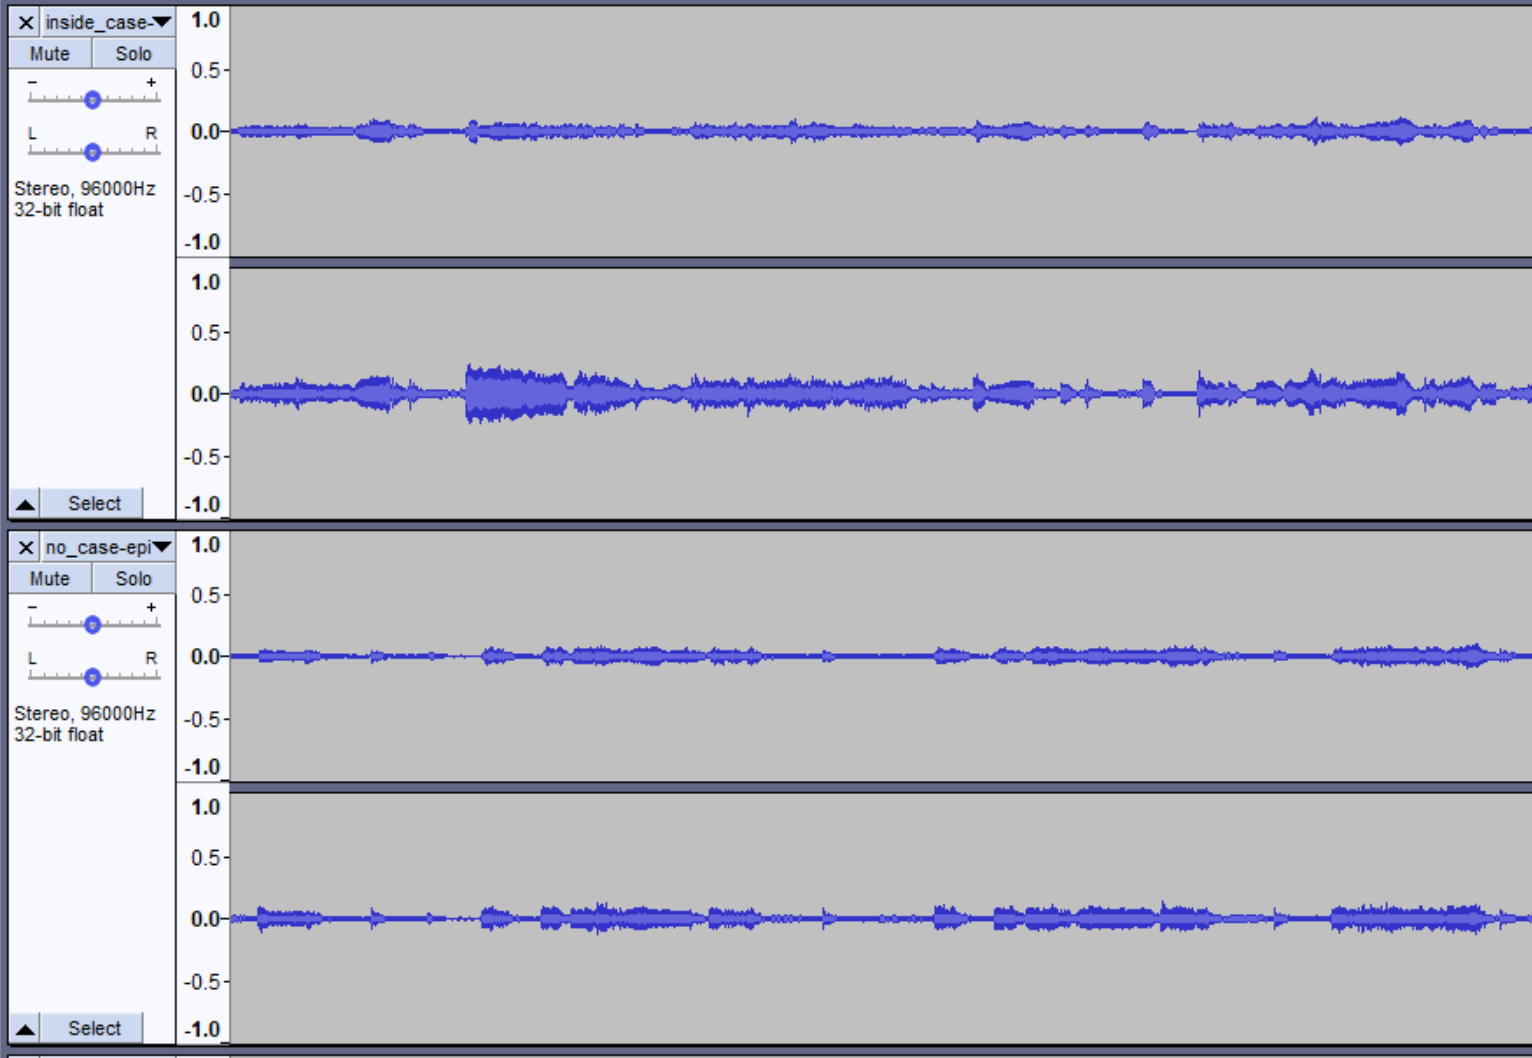 inside_case-
Mute Solo
- +
L R
Stereo, 96000Hz
32-bit float
Select
1.0
0.5-
0.0-
-0.5-
-1.0
1.0
0.5-
0.0-
-0.5-
-1.0
no_case-epi
Mute Solo
- +
L R
Stereo, 96000Hz
32-bit float
Select
1.0
0.5-
0.0-
-0.5-
-1.0
1.0
0.5-
0.0-
-0.5-
-1.0